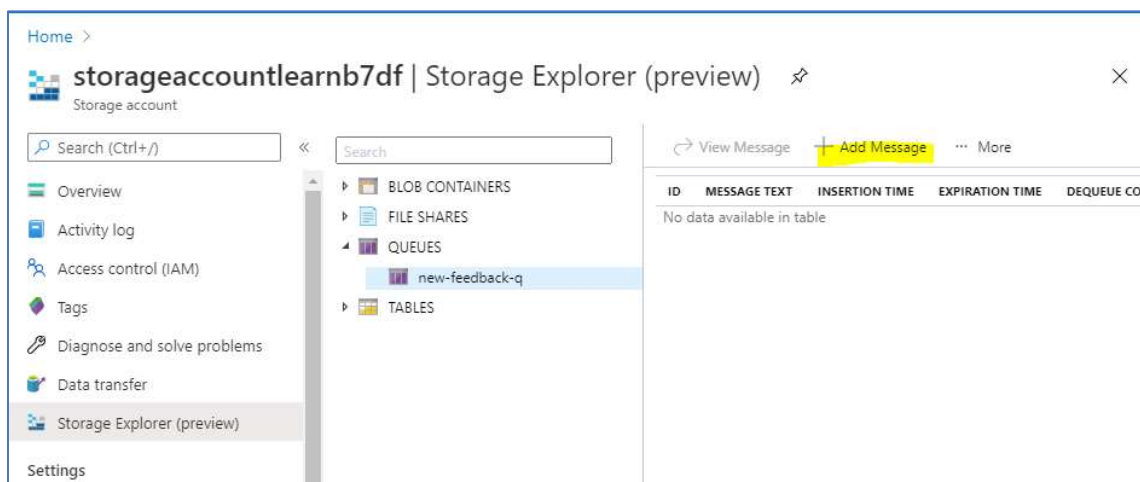 Home >
storageaccountlearnb7df | Storage Explorer (preview)
Storage account
Search (Ctrl+/)
«
Overview
Activity log
Access control (IAM)
Tags
Diagnose and solve problems
Data transfer
Storage Explorer (preview)
Settings
Search
BLOB CONTAINERS
FILE SHARES
QUEUES
new-feedback-q
TABLES
View Message + Add Message ··· More
ID MESSAGE TEXT INSERTION TIME EXPIRATION TIME DEQUEUE CO
No data available in table